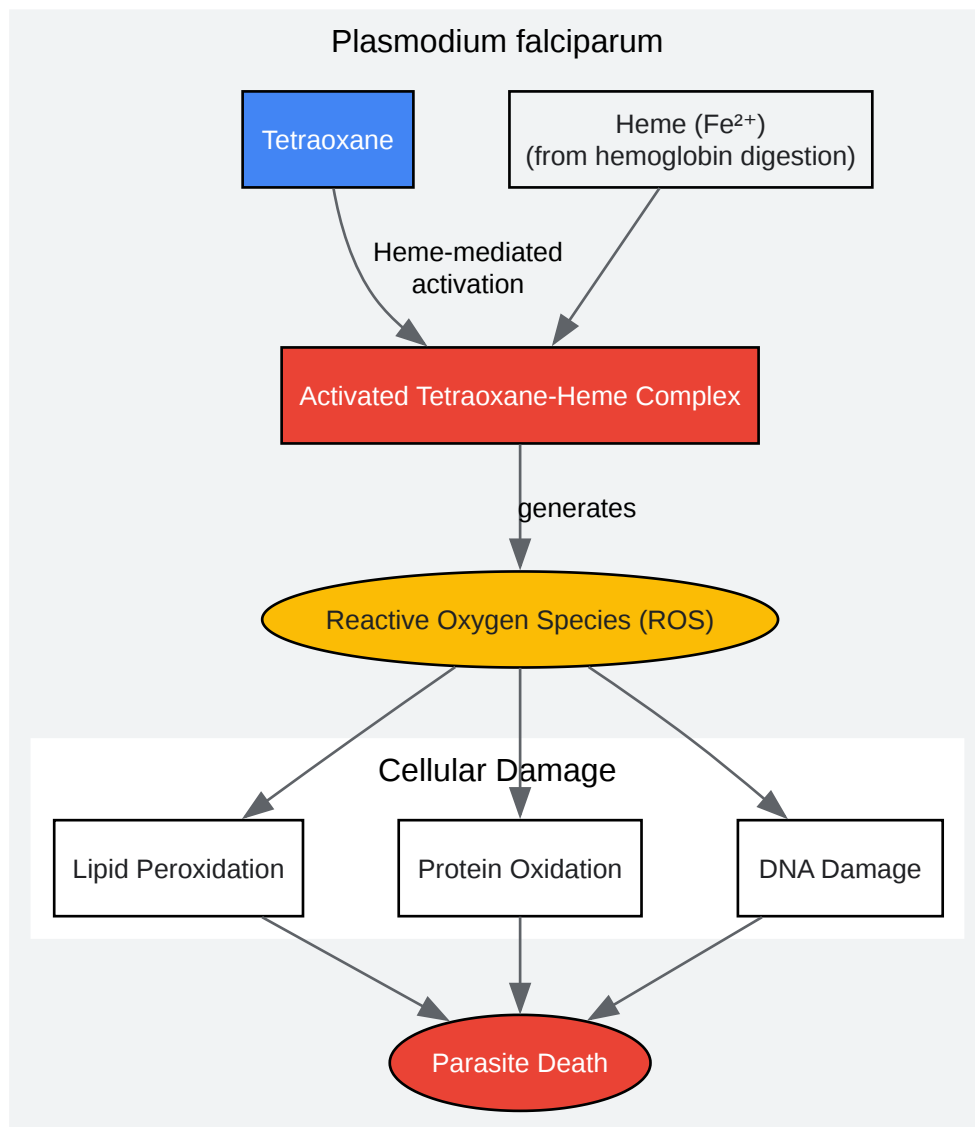 Plasmodium falciparum
Tetraoxane
Heme (Fe²⁺)
(from hemoglobin digestion)
Heme-mediated
activation
Activated Tetraoxane-Heme Complex
generates
Reactive Oxygen Species (ROS)
Cellular Damage
Lipid Peroxidation
Protein Oxidation
DNA Damage
Parasite Death